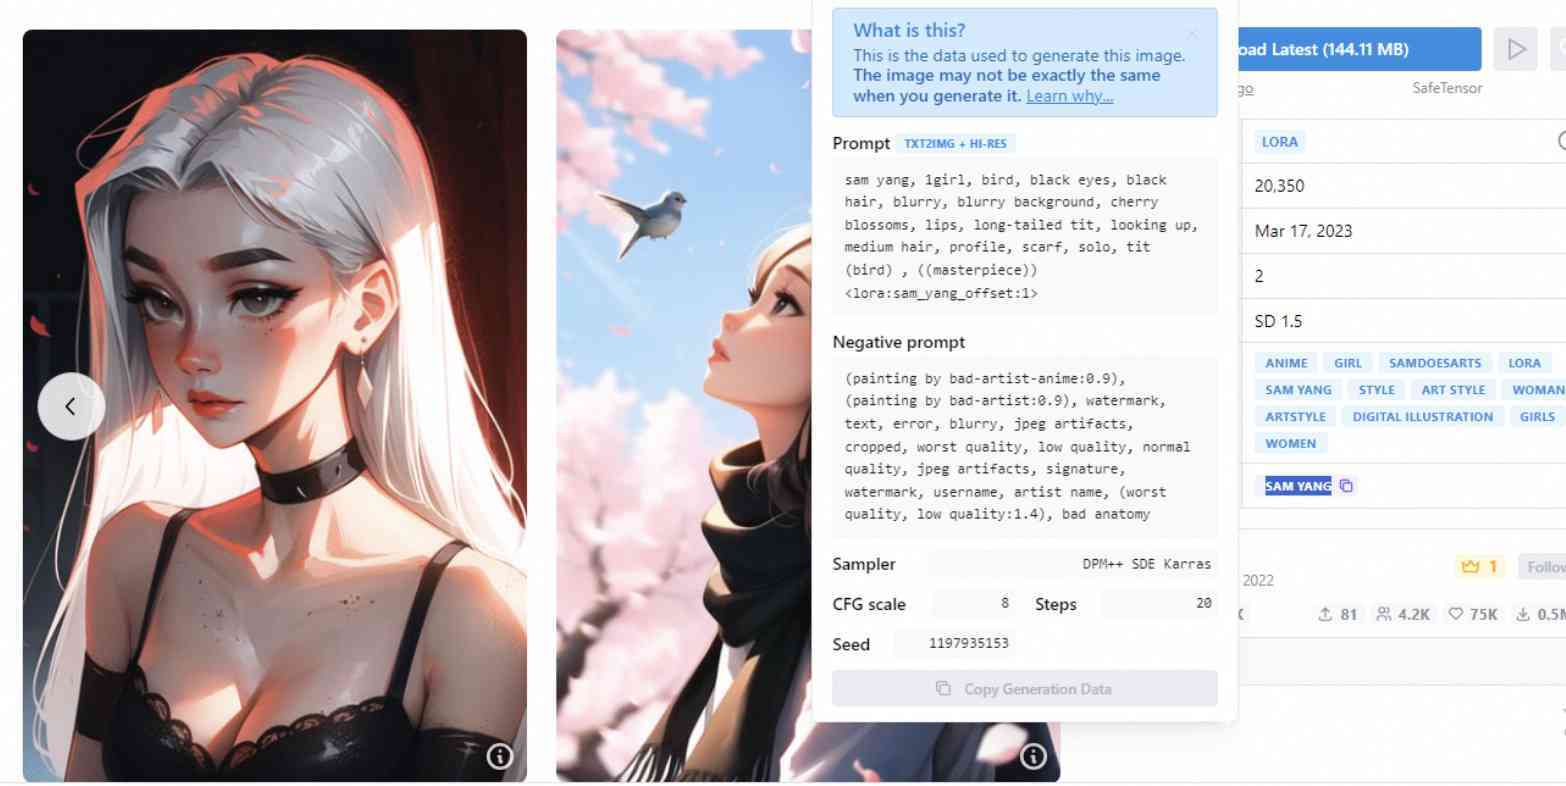 What is this?
This is the data used to generate this image.
The image may not be exactly the same
when you generate it. Learn why...
Prompt TXT2IMG + HI-RES
sam yang, 1girl, bird, black eyes, black
hair, blurry, blurry background, cherry
blossoms, lips, long-tailed tit, looking up,
medium hair, profile, scarf, solo, tit
(bird) , ((masterpiece))
<lora:sam_yang_offset:1>
Negative prompt
(painting by bad-artist-anime:0.9),
(painting by bad-artist:0.9), watermark,
text, error, blurry, jpeg artifacts,
cropped, worst quality, low quality, normal
quality, jpeg artifacts, signature,
watermark, username, artist name, (worst
quality, low quality:1.4), bad anatomy
Sampler DPM++ SDE Karras
CFG scale 8 Steps 20
Seed 1197935153
Copy Generation Data
oad Latest (144.11 MB)
go SafeTensor
LORA
20,350
Mar 17, 2023
2
SD 1.5
ANIME GIRL SAMDOESARTS LORA
SAM YANG STYLE ART STYLE WOMAN
ARTSTYLE DIGITAL ILLUSTRATION GIRLS
WOMEN
SAM YANG
1 Follow
2022
K 81 4.2K 75K 0.5M